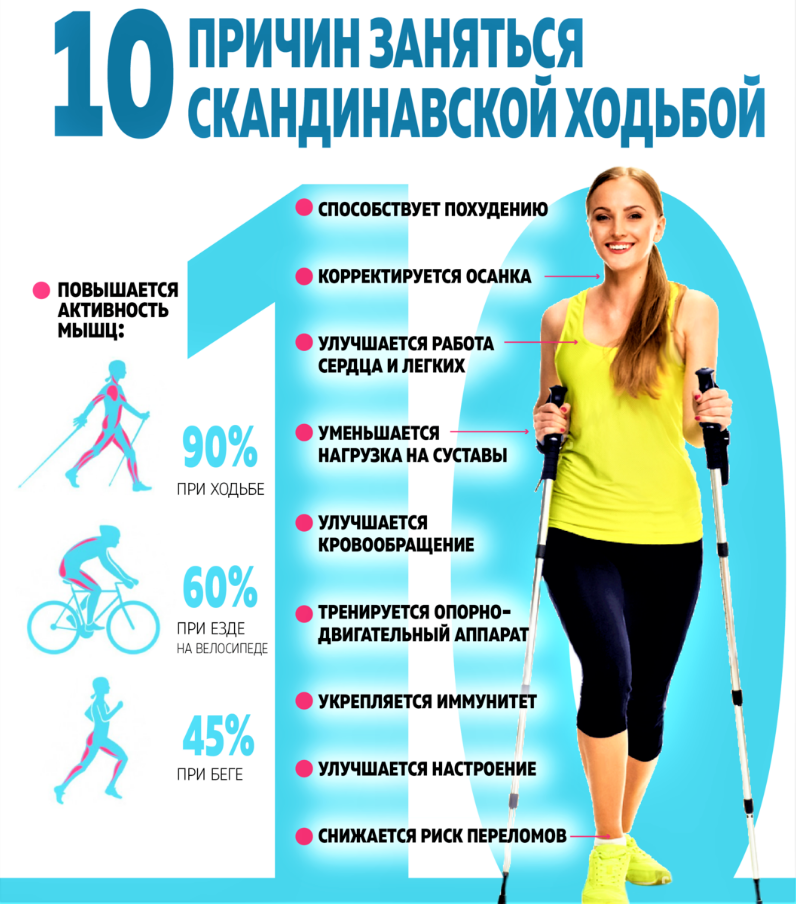 10 ПРИЧИН ЗАНЯТЬСЯ
СКАНДИНАВСКОЙ ХОДЬБОЙ
ПОВЫШАЕТСЯ
АКТИВНОСТЬ
МЫШЦ:
90%
ПРИ ХОДЬБЕ
60%
ПРИ ЕЗДЕ
НА ВЕЛОСИПЕДЕ
45%
ПРИ БЕГЕ
10
СПОСОБСТВУЕТ ПОХУДЕНИЮ
КОРРЕКТИРУЕТСЯ ОСАНКА
УЛУЧШАЕТСЯ РАБОТА
СЕРДЦА И ЛЕГКИХ
УМЕНЬШАЕТСЯ
НАГРУЗКА НА СУСТАВЫ
УЛУЧШАЕТСЯ
КРОВООБРАЩЕНИЕ
ТРЕНИРУЕТСЯ ОПОРНО-
ДВИГАТЕЛЬНЫЙ АППАРАТ
УКРЕПЛЯЕТСЯ ИММУНИТЕТ
УЛУЧШАЕТСЯ НАСТРОЕНИЕ
СНИЖАЕТСЯ РИСК ПЕРЕЛОМОВ